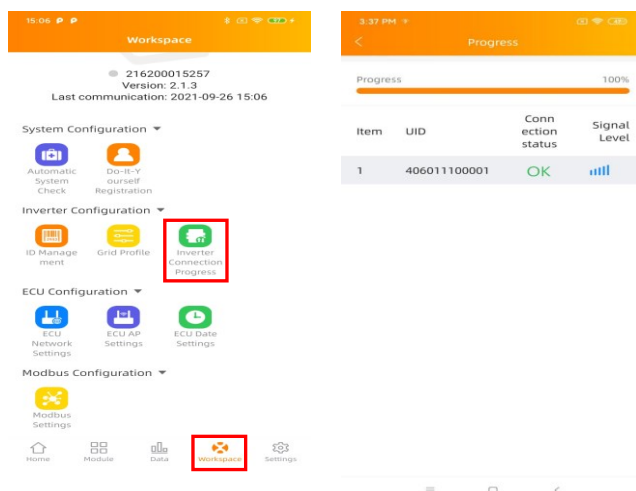 15:06
Workspace
216200015257
Version: 2.1.3
Last communication: 2021-09-26 15:06
System Configuration
Automatic
System
Check
Do-It-Y
ourself
Registration
Inverter Configuration
ID Manage
ment
Grid Profile
Inverter
Connection
Progress
ECU Configuration
ECU
Network
Settings
ECU AP
Settings
ECU Date
Settings
Modbus Configuration
Modbus
Settings
Home
Module
Data
Workspace
Settings
3:37 PM
Progress
Progress 100%
Item
UID
Conn
ection
status
Signal
Level
1 406011100001 OK